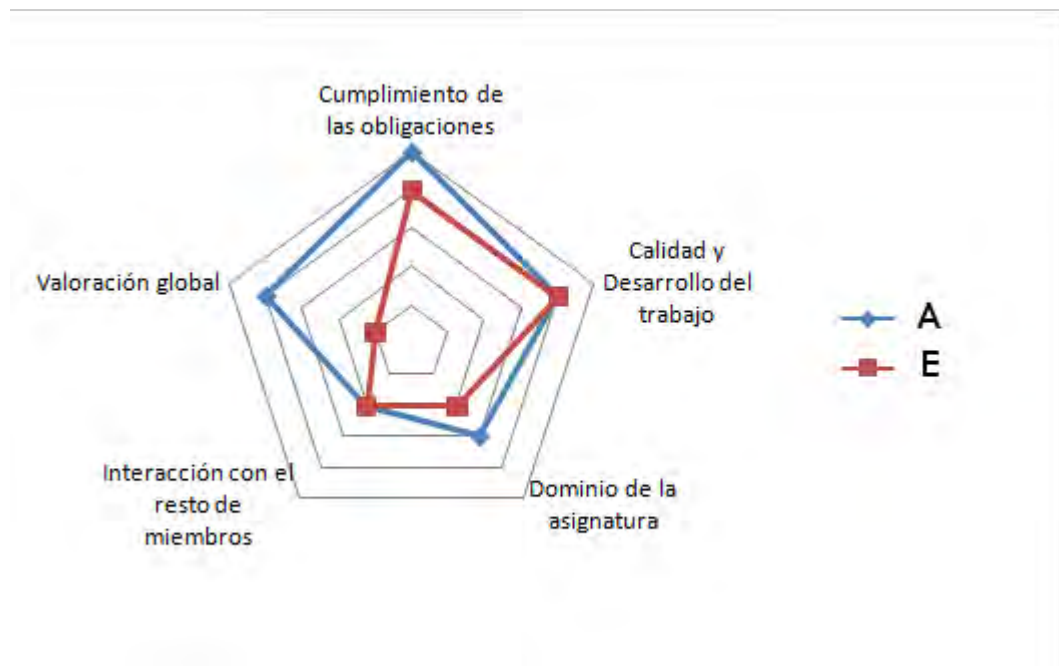 Cumplimiento de
las obligaciones
Calidad y
Desarrollo del
trabajo
Dominio de la
asignatura
Interacción con el
resto de
miembros
Valoración global
A
E